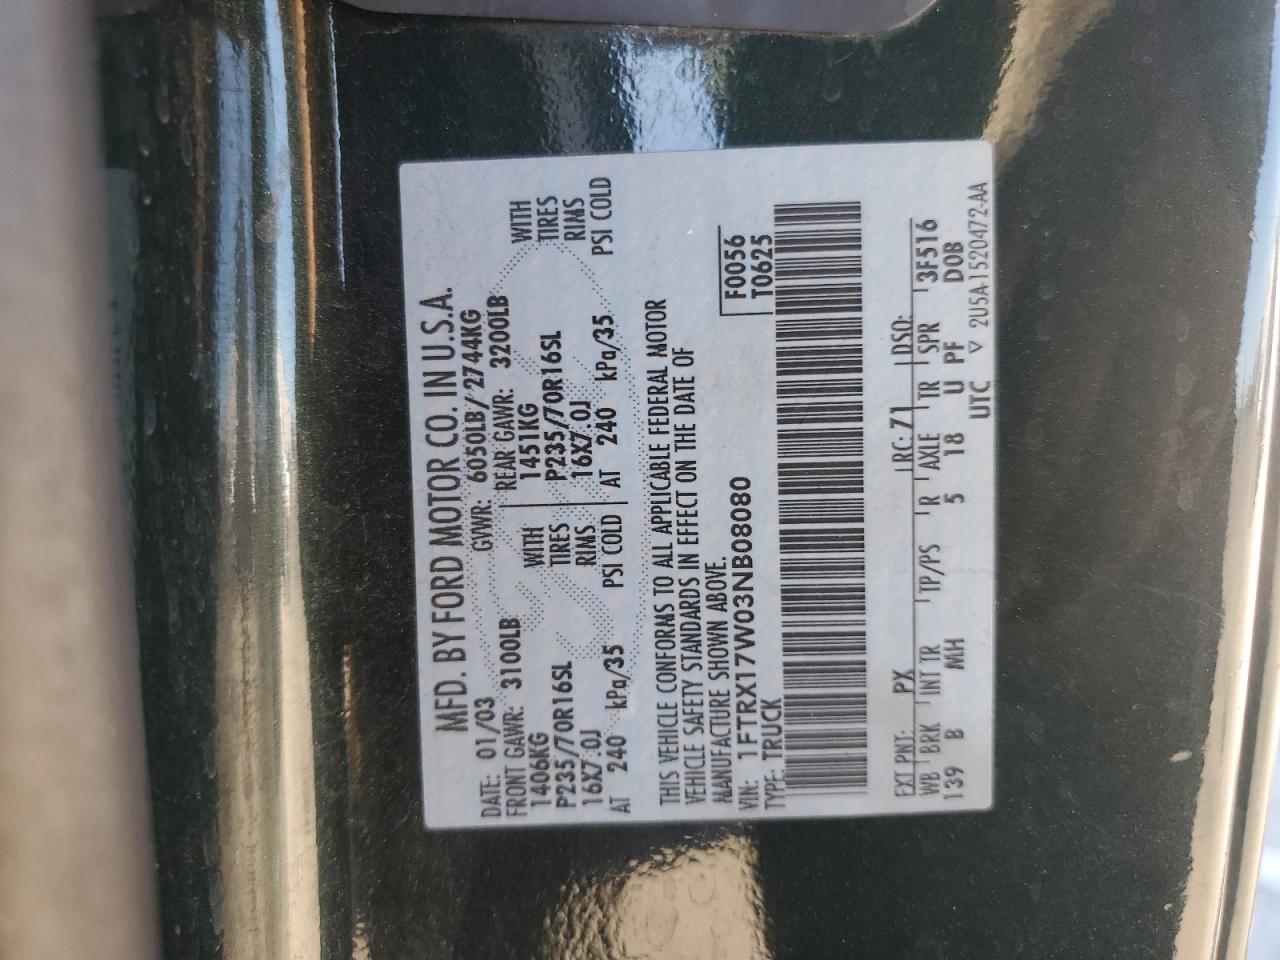 MFD. BY FORD MOTOR CO. IN U.S.A.
DATE: 01/03 GVWR: 6050LB/2744KG
FRONT GAWR: 3100LB REAR GAWR: 3200LB
1406KG WITH 1451KG WITH
P235/70R16SL TIRES P235/70R16SL TIRES
16X7.0J RIMS 16X7.0J RIMS
AT 240 kPa/35 PSI COLD AT 240 kPa/35 PSI COLD
THIS VEHICLE CONFORMS TO ALL APPLICABLE FEDERAL MOTOR
VEHICLE SAFETY STANDARDS IN EFFECT ON THE DATE OF
MANUFACTURE SHOWN ABOVE.
VIN: 1FTRX17W03NB08080 F0056
TYPE: TRUCK T0625
EXT PNT: PX RC: 71 DSO:
WB BRK INT TR TP/PS R AXLE TR SPR 3F516
139 B MH 5 18 U PF D0B
UTC ▽ 2U5A-1520472-AA